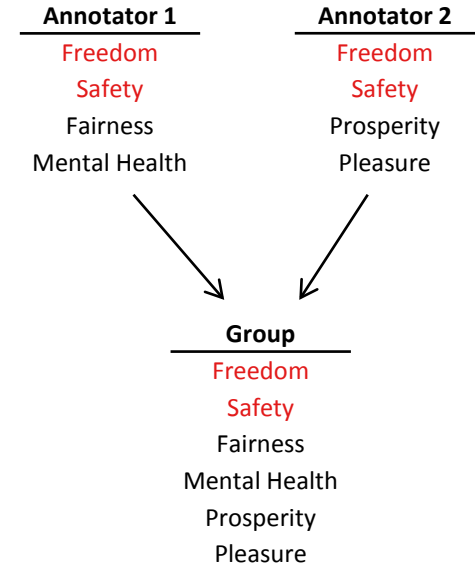 Annotator 1
Freedom
Safety
Fairness
Mental Health
Annotator 2
Freedom
Safety
Prosperity
Pleasure
Group
Freedom
Safety
Fairness
Mental Health
Prosperity
Pleasure